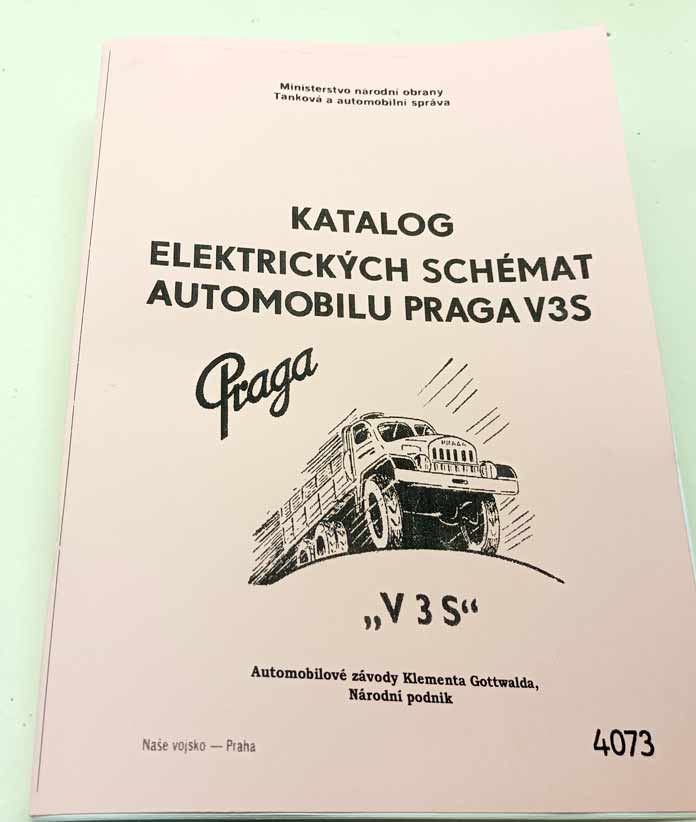 Ministerstvo národní obrany
Tanková a automobilní správa
KATALOG
ELEKTRICKÝCH SCHÉMAT
AUTOMOBILU PRAGA V3S
Praga
PRAGA
„V 3 S“
Automobilové závody Klementa Gottwalda,
Národní podnik
Naše vojsko — Praha
4073